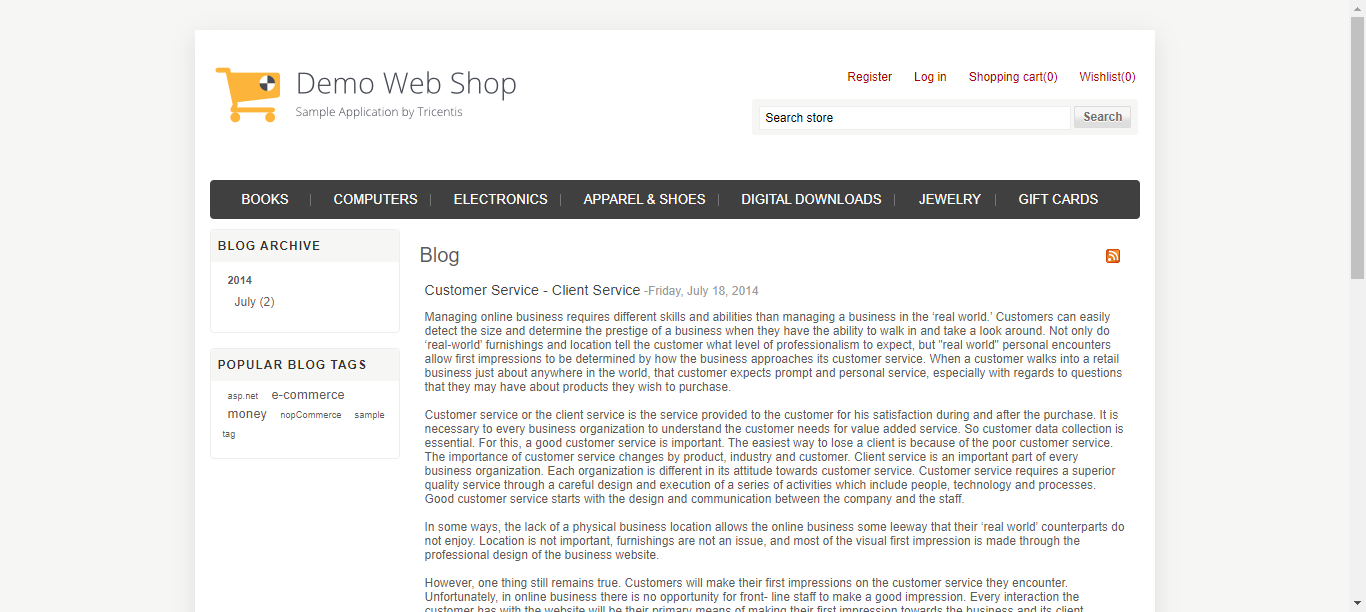 Demo Web Shop
Sample Application by Tricentis
Register Log in Shopping cart(0) Wishlist(0)
Search store Search
BOOKS COMPUTERS ELECTRONICS APPAREL & SHOES DIGITAL DOWNLOADS JEWELRY GIFT CARDS
BLOG ARCHIVE
2014
July (2)
POPULAR BLOG TAGS
asp.net e-commerce
money nopCommerce sample
tag
Blog
Customer Service - Client Service -Friday, July 18, 2014
Managing online business requires different skills and abilities than managing a business in the ‘real world.’ Customers can easily
detect the size and determine the prestige of a business when they have the ability to walk in and take a look around. Not only do
‘real-world’ furnishings and location tell the customer what level of professionalism to expect, but "real world" personal encounters
allow first impressions to be determined by how the business approaches its customer service. When a customer walks into a retail
business just about anywhere in the world, that customer expects prompt and personal service, especially with regards to questions
that they may have about products they wish to purchase.
Customer service or the client service is the service provided to the customer for his satisfaction during and after the purchase. It is
necessary to every business organization to understand the customer needs for value added service. So customer data collection is
essential. For this, a good customer service is important. The easiest way to lose a client is because of the poor customer service.
The importance of customer service changes by product, industry and customer. Client service is an important part of every
business organization. Each organization is different in its attitude towards customer service. Customer service requires a superior
quality service through a careful design and execution of a series of activities which include people, technology and processes.
Good customer service starts with the design and communication between the company and the staff.
In some ways, the lack of a physical business location allows the online business some leeway that their ‘real world’ counterparts do
not enjoy. Location is not important, furnishings are not an issue, and most of the visual first impression is made through the
professional design of the business website.
However, one thing still remains true. Customers will make their first impressions on the customer service they encounter.
Unfortunately, in online business there is no opportunity for front- line staff to make a good impression. Every interaction the
customer has with the website will be their primary means of making their first impression towards the business and its client